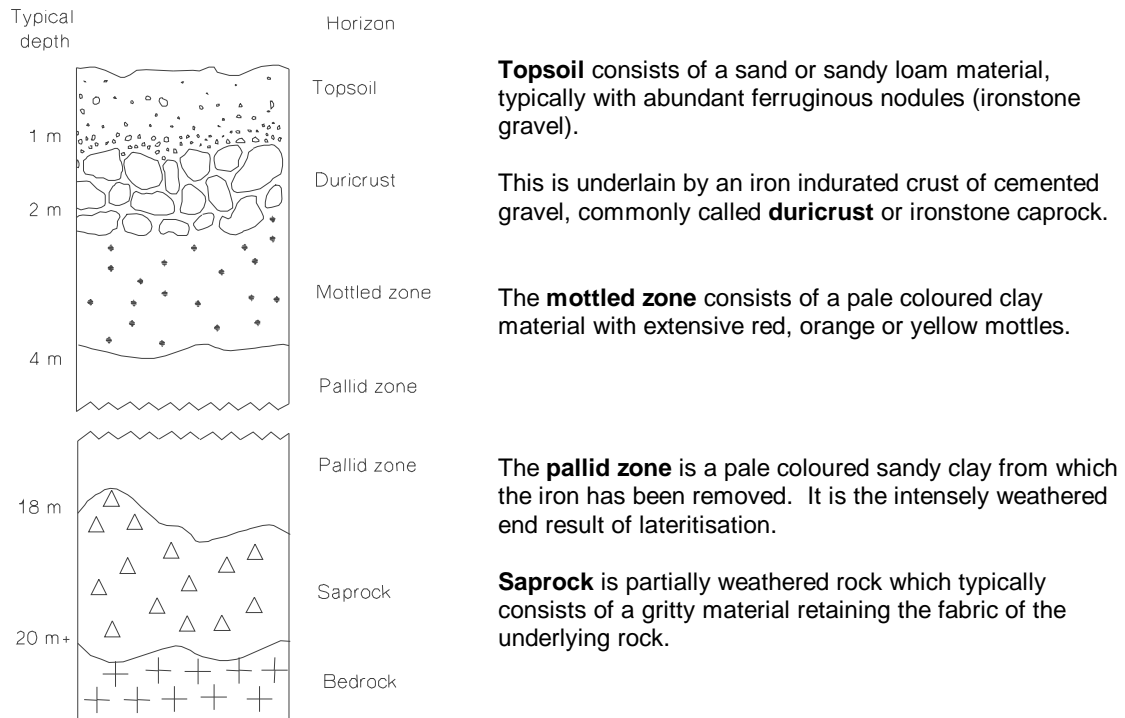 Typical
depth
Horizon
Topsoil
Topsoil consists of a sand or sandy loam material,
typically with abundant ferruginous nodules (ironstone
gravel).
1 m
Duricrust
This is underlain by an iron indurated crust of cemented
gravel, commonly called duricrust or ironstone caprock.
2 m
Mottled zone
The mottled zone consists of a pale coloured clay
material with extensive red, orange or yellow mottles.
4 m
Pallid zone
Pallid zone
The pallid zone is a pale coloured sandy clay from which
the iron has been removed. It is the intensely weathered
end result of lateritisation.
18 m
Saprock
Saprock is partially weathered rock which typically
consists of a gritty material retaining the fabric of the
underlying rock.
20 m+
Bedrock